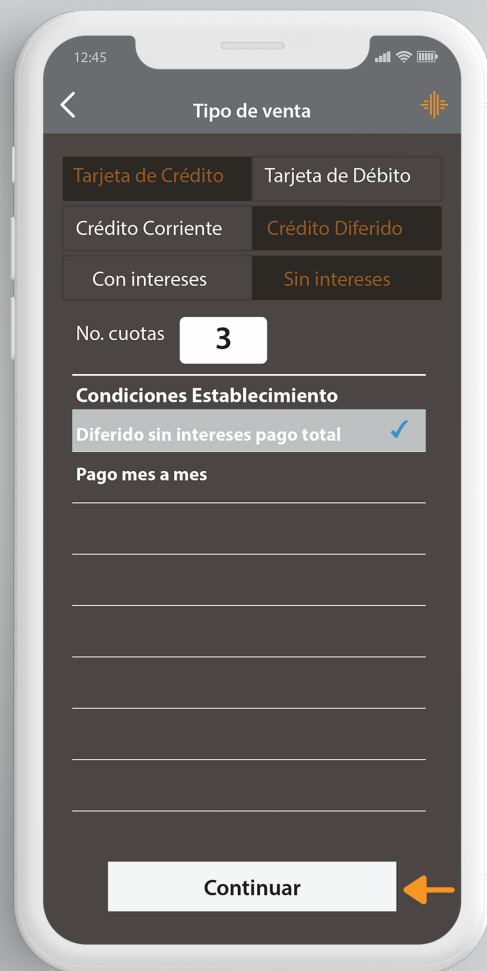 12:45
Tipo de venta
Tarjeta de Crédito Tarjeta de Débito
Crédito Corriente Crédito Diferido
Con intereses Sin intereses
No. cuotas 3
Condiciones Establecimiento
Diferido sin intereses pago total
Pago mes a mes
Continuar